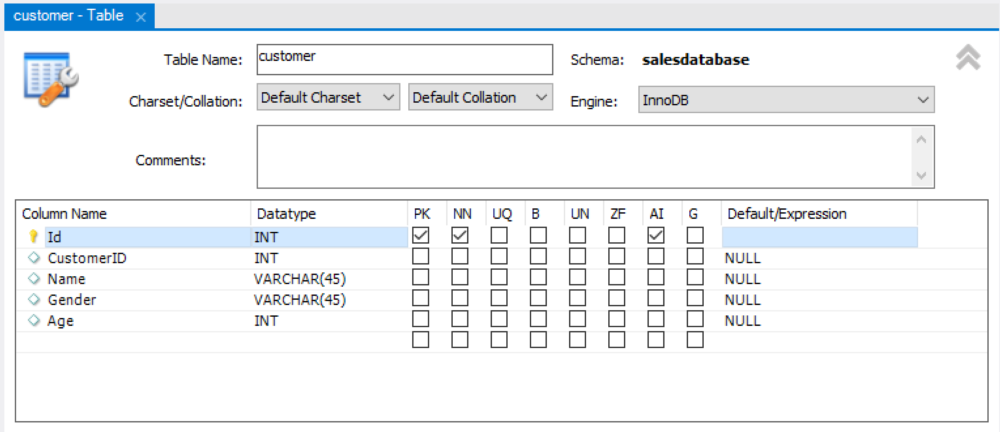 customer - Table
Table Name: customer Schema: salesdatabase
Charset/Collation: Default Charset Default Collation Engine: InnoDB
Comments:
Column Name Datatype PK NN UQ B UN ZF AI G Default/Expression
Id INT
CustomerID INT NULL
Name VARCHAR(45) NULL
Gender VARCHAR(45) NULL
Age INT NULL